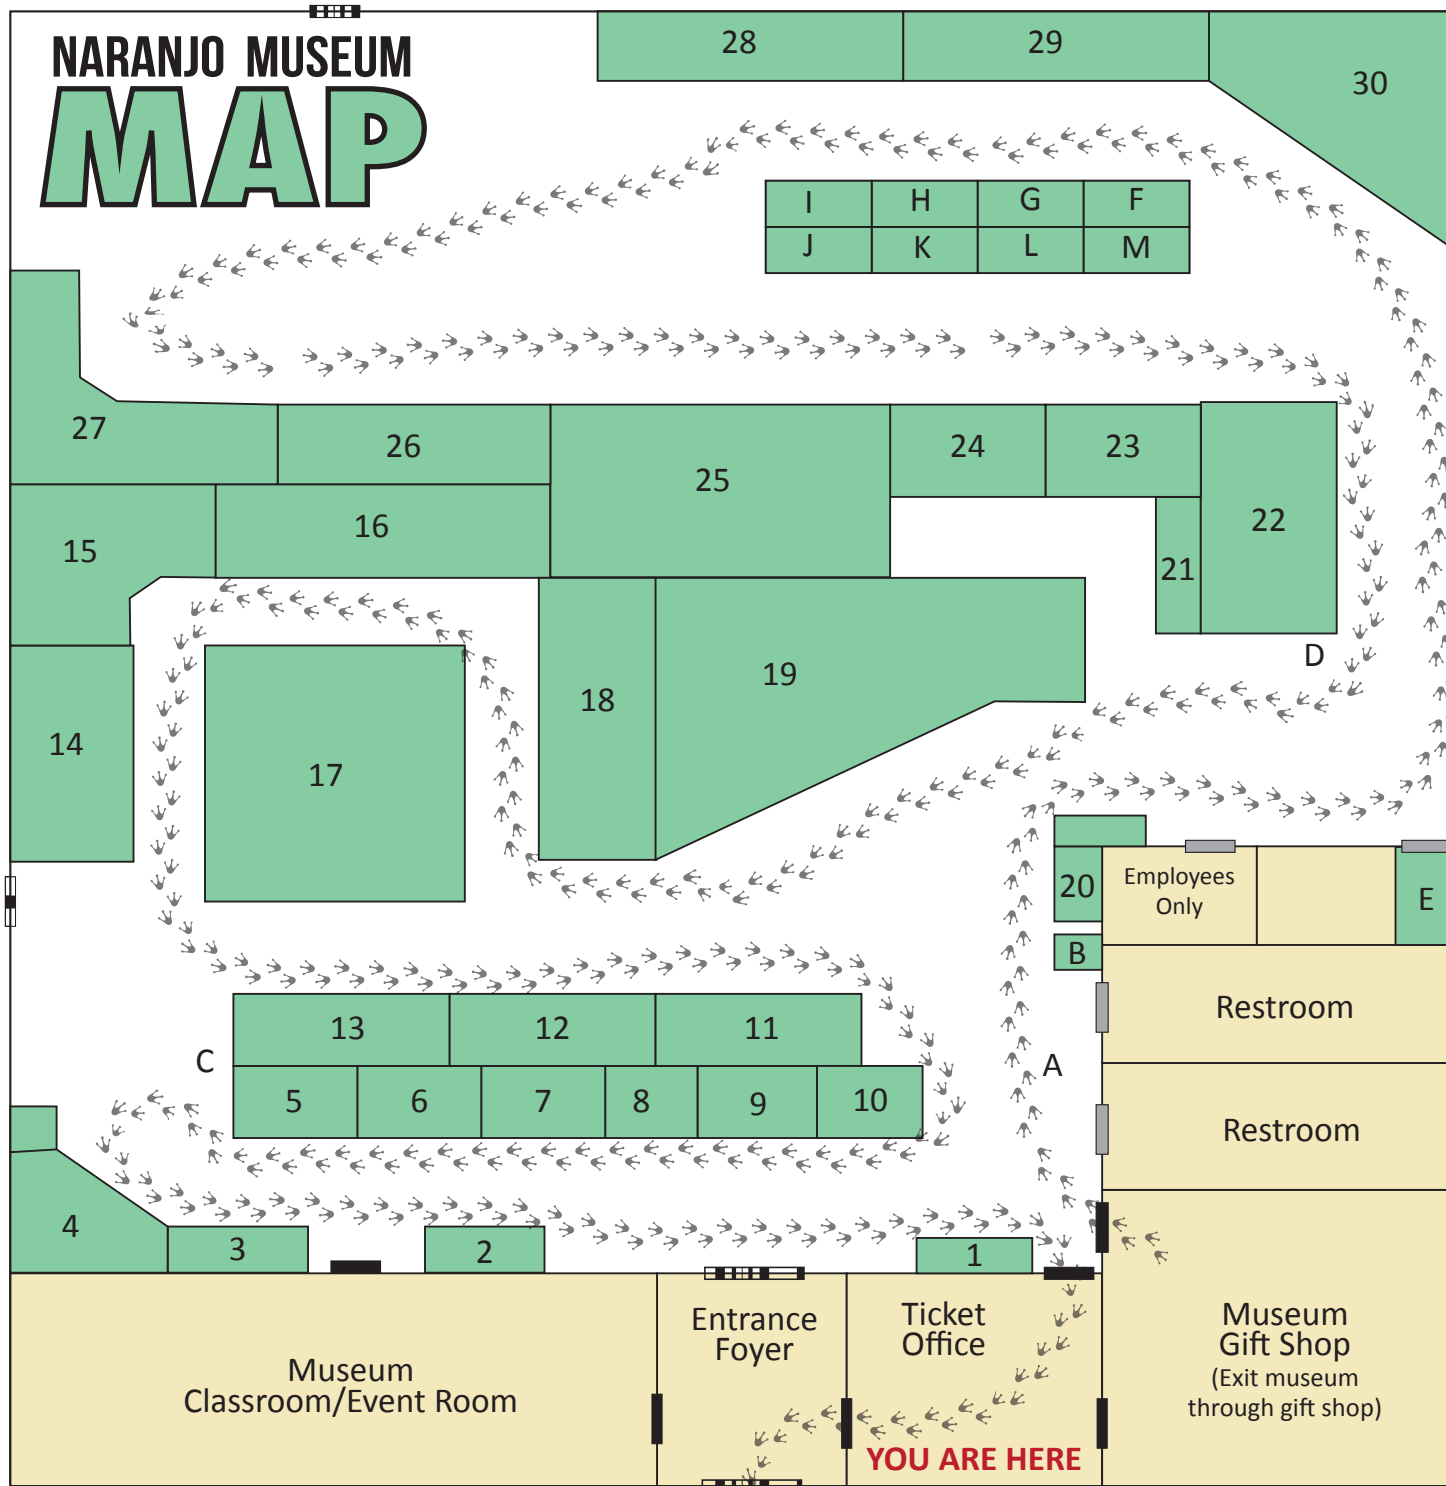 NARANJO MUSEUM
MAP
28
29
30
I
H
G
F
J
K
L
M
27
26
25
24
23
22
15
16
21
D
14
17
18
19
20
Employees
Only
E
B
Restroom
13
12
11
C
A
5
6
7
8
9
10
Restroom
4
3
2
1
Museum
Classroom/Event Room
Entrance
Foyer
Ticket
Office
YOU ARE HERE
Museum
Gift Shop
(Exit museum
through gift shop)